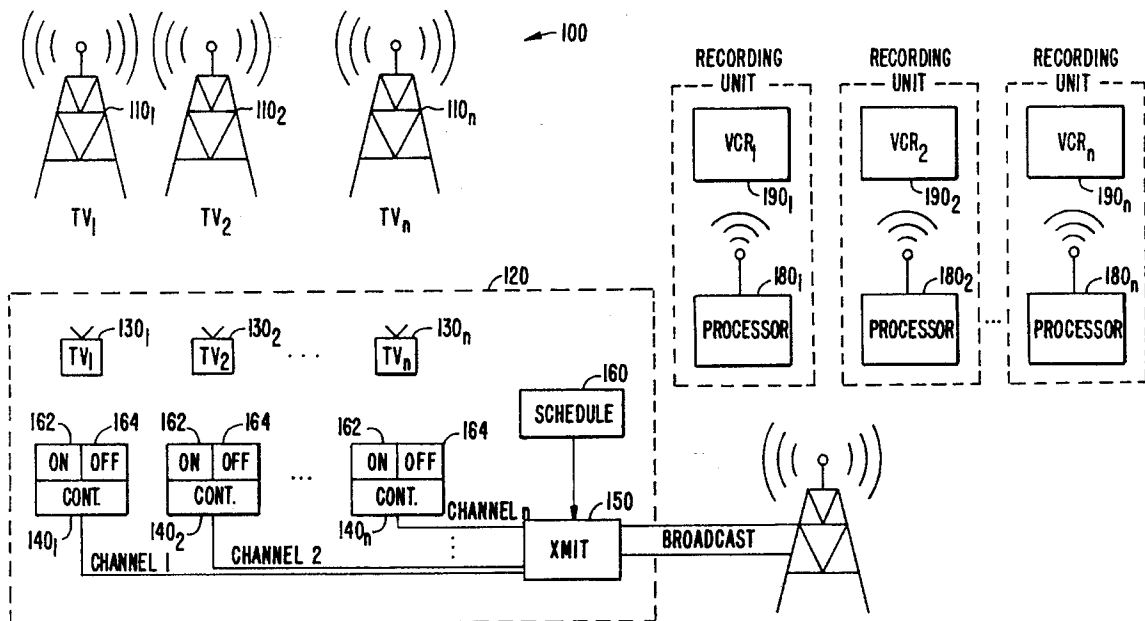 100
110₁
110₂
110ₙ
TV₁
TV₂
TVₙ
RECORDING UNIT
RECORDING UNIT
RECORDING UNIT
VCR₁
VCR₂
VCRₙ
190₁
190₂
190ₙ
180₁
180₂
180ₙ
PROCESSOR
PROCESSOR
...
PROCESSOR
120
130₁
130₂
130ₙ
TV₁
TV₂
. . . .
TVₙ
160
SCHEDULE
162
164
162
164
162
164
ON
OFF
ON
OFF
...
ON
OFF
CONT.
CONT.
CONT.
140₁
140₂
140ₙ
CHANNEL n
150
XMIT
CHANNEL 1
CHANNEL 2
BROADCAST